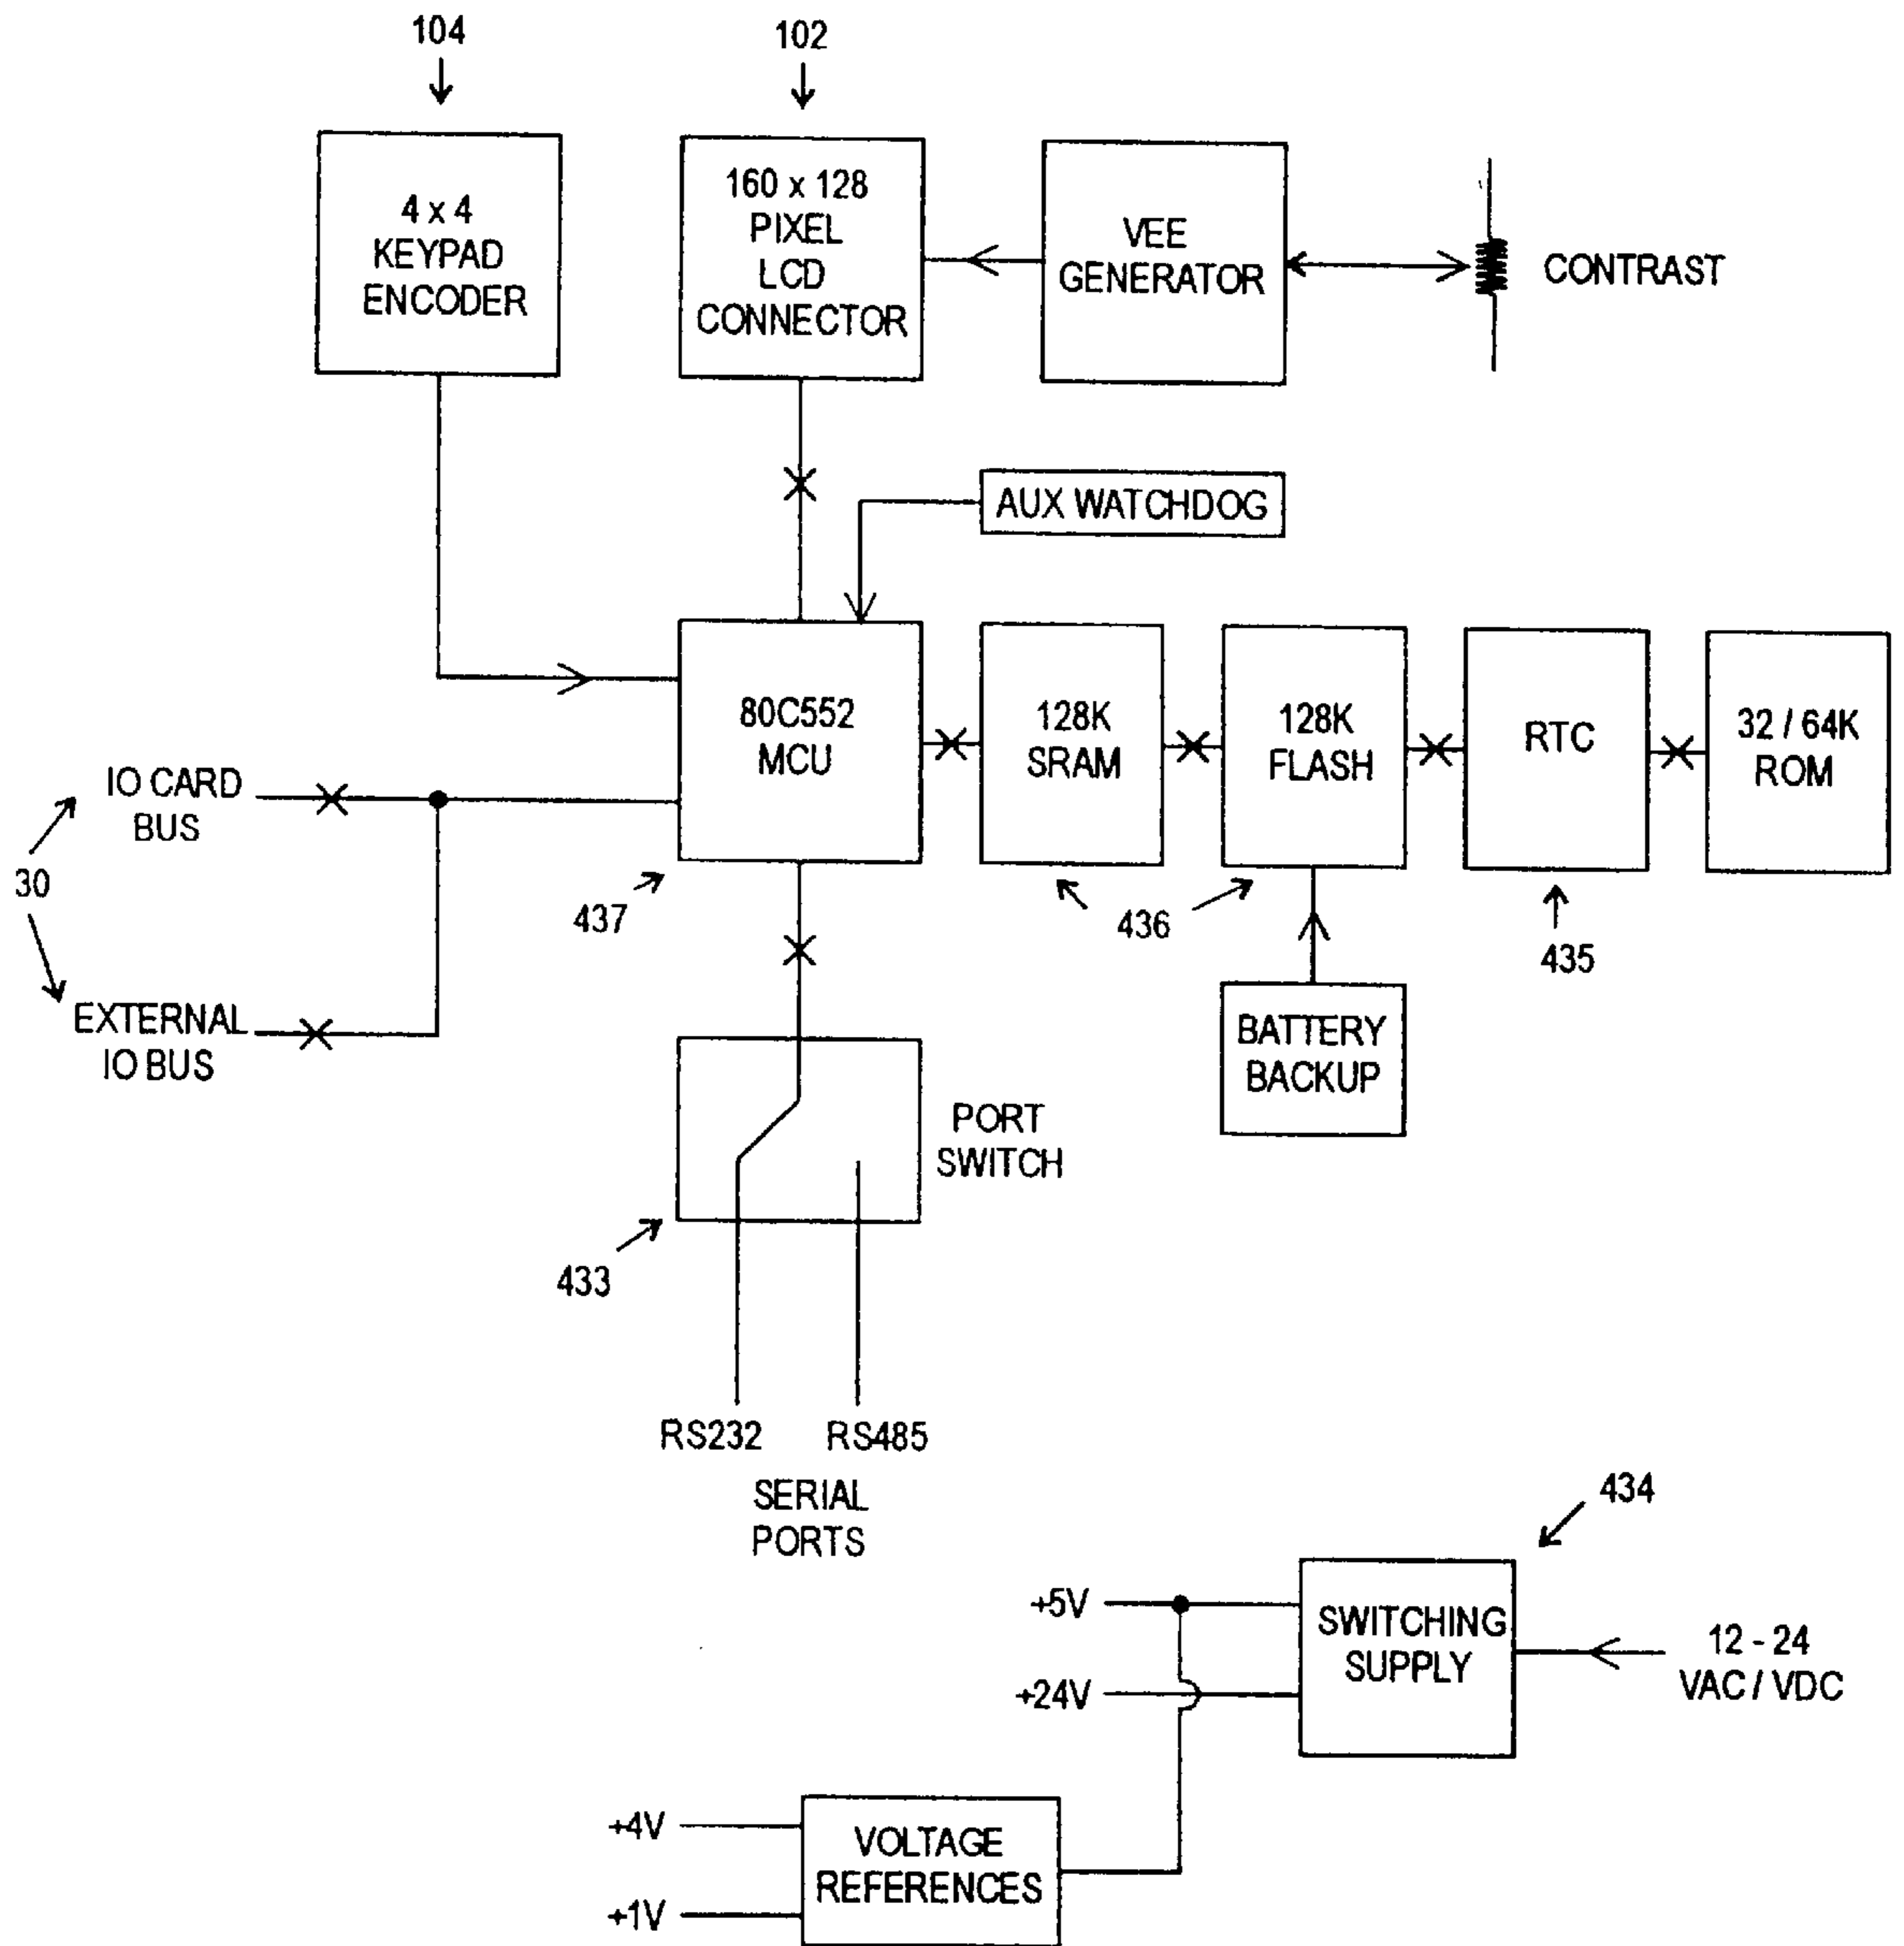 104
102
4 x 4
KEYPAD
ENCODER
160 x 128
PIXEL
LCD
CONNECTOR
VEE
GENERATOR
CONTRAST
AUX WATCHDOG
80C552
MCU
128K
SRAM
128K
FLASH
RTC
32 / 64K
ROM
IO CARD
BUS
30
437
436
435
EXTERNAL
IO BUS
BATTERY
BACKUP
PORT
SWITCH
433
RS232
RS485
SERIAL
PORTS
434
+5V
SWITCHING
SUPPLY
12 - 24
VAC / VDC
+24V
+4V
VOLTAGE
REFERENCES
+1V